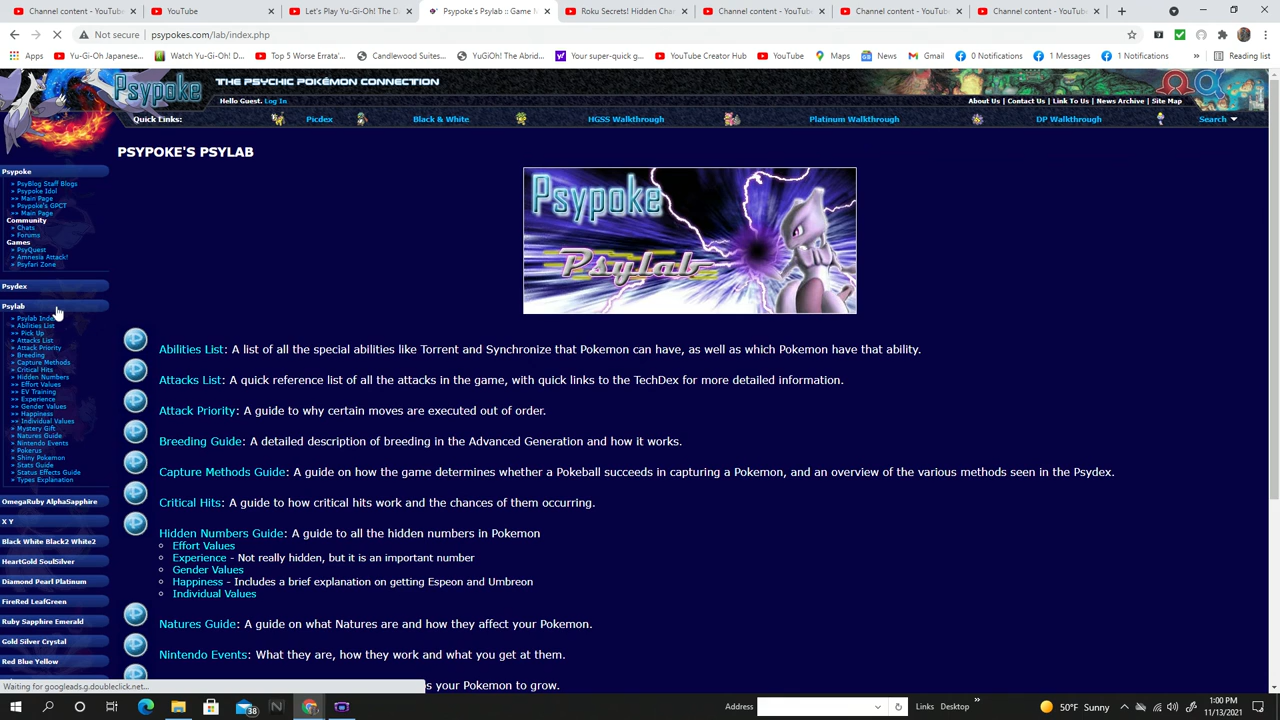 Channel content - YouTube
YouTube
Let's Play Yu-Gi-Oh! The D
Psypoke's Psylab :: Game M
Roku Secrets! Hidden Chan
Channel content - YouTube
Channel content - YouTu
Channel content - YouTube
Not secure psypokes.com/lab/index.php
Apps Yu-Gi-Oh Japanese... Watch Yu-Gi-Oh! D... Top 5 Worse Errata'... Candlewood Suites,... YuGiOh! The Abrid... Your super-quick g... YouTube Creator Hub YouTube Maps News Gmail 0 Notifications 1 Messages 1 Notifications » Reading list
Psypoke THE PSYCHIC POKÉMON CONNECTION
Hello Guest. Log In
About Us | Contact Us | Link To Us | News Archive | Site Map
Quick Links: Picdex Black & White HGSS Walkthrough Platinum Walkthrough DP Walkthrough Search
PSYPOKE'S PSYLAB
Psypoke
» PsyBlog Staff Blogs
» Psypoke Idol
>> Main Page
» Psypoke's GPCT
>> Main Page
Community
» Chats
» Forums
Games
» PsyQuest
» Amnesia Attack!
» Psyfari Zone
Psydex
Psylab
» Psylab Inde
» Abilities List
>> Pick Up
» Attacks List
» Attack Priority
» Breeding
» Capture Methods
» Critical Hits
» Hidden Numbers
>> Effort Values
>> EV Training
>> Experience
>> Gender Values
>> Happiness
>> Individual Values
» Mystery Gift
» Natures Guide
» Nintendo Events
» Pokerus
» Shiny Pokemon
» Stats Guide
» Status Effects Guide
» Types Explanation
OmegaRuby AlphaSapphire
X Y
Black White Black2 White2
HeartGold SoulSilver
Diamond Pearl Platinum
FireRed LeafGreen
Ruby Sapphire Emerald
Gold Silver Crystal
Red Blue Yellow
Psypoke
Psylab
Abilities List: A list of all the special abilities like Torrent and Synchronize that Pokemon can have, as well as which Pokemon have that ability.
Attacks List: A quick reference list of all the attacks in the game, with quick links to the TechDex for more detailed information.
Attack Priority: A guide to why certain moves are executed out of order.
Breeding Guide: A detailed description of breeding in the Advanced Generation and how it works.
Capture Methods Guide: A guide on how the game determines whether a Pokeball succeeds in capturing a Pokemon, and an overview of the various methods seen in the Psydex.
Critical Hits: A guide to how critical hits work and the chances of them occurring.
Hidden Numbers Guide: A guide to all the hidden numbers in Pokemon
Effort Values
Experience - Not really hidden, but it is an important number
Gender Values
Happiness - Includes a brief explanation on getting Espeon and Umbreon
Individual Values
Natures Guide: A guide on what Natures are and how they affect your Pokemon.
Nintendo Events: What they are, how they work and what you get at them.
s your Pokemon to grow.
Waiting for googleads.g.doubleclick.net...
38
Address
Links Desktop »
50°F Sunny
1:00 PM
11/13/2021